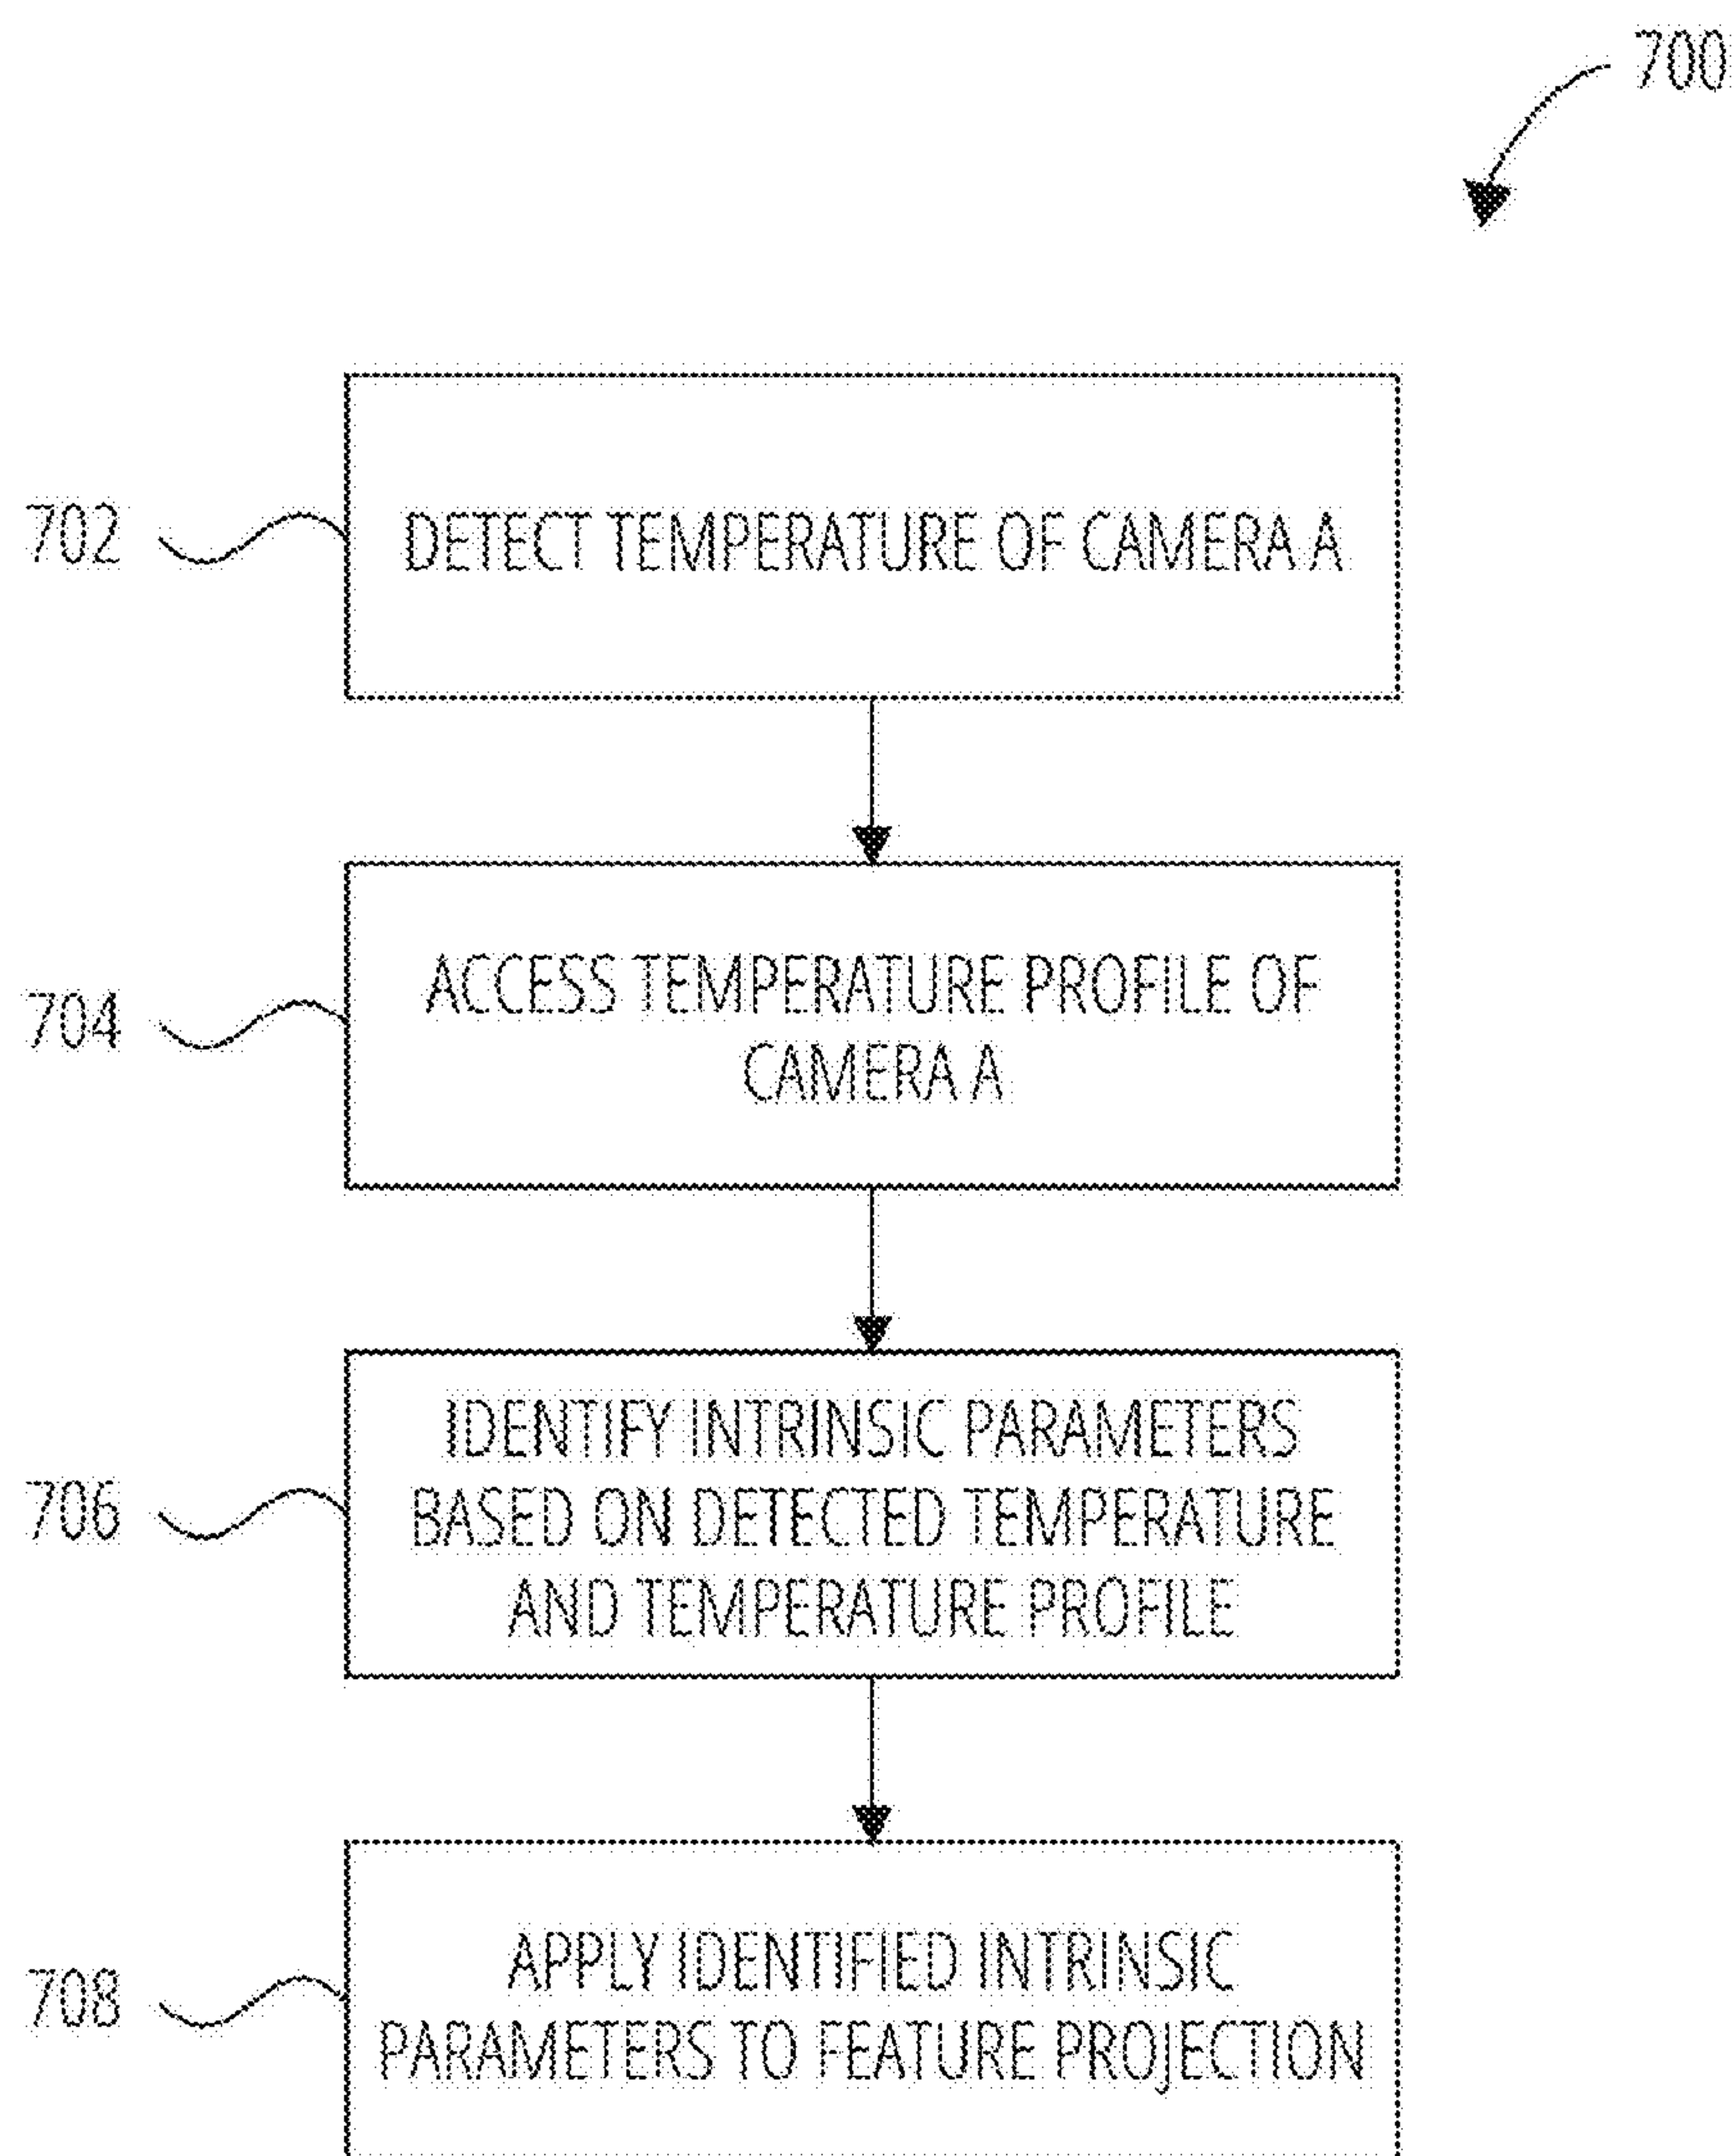 700
702
DETECT TEMPERATURE OF CAMERA A
704
ACCESS TEMPERATURE PROFILE OF
CAMERA A
706
IDENTIFY INTRINSIC PARAMETERS
BASED ON DETECTED TEMPERATURE
AND TEMPERATURE PROFILE
708
APPLY IDENTIFIED INTRINSIC
PARAMETERS TO FEATURE PROJECTION